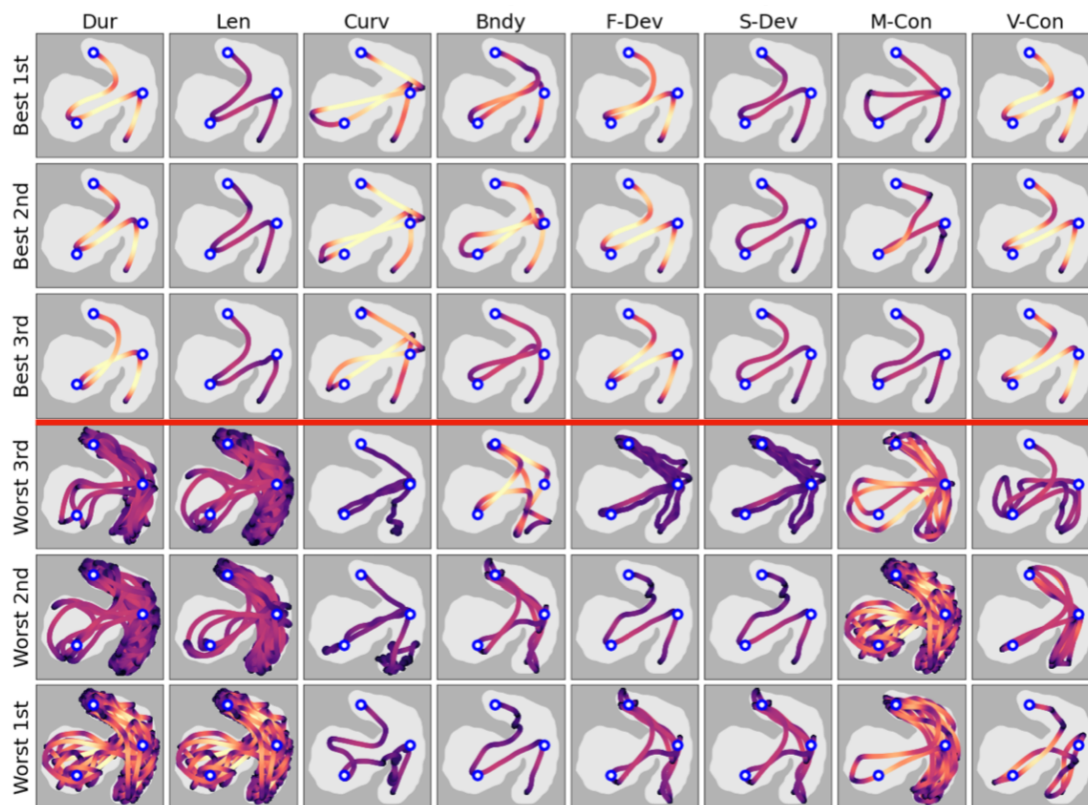 Dur Len Curv Bndy F-Dev S-Dev M-Con V-Con
Best 1st
Best 2nd
Best 3rd
Worst 3rd
Worst 2nd
Worst 1st